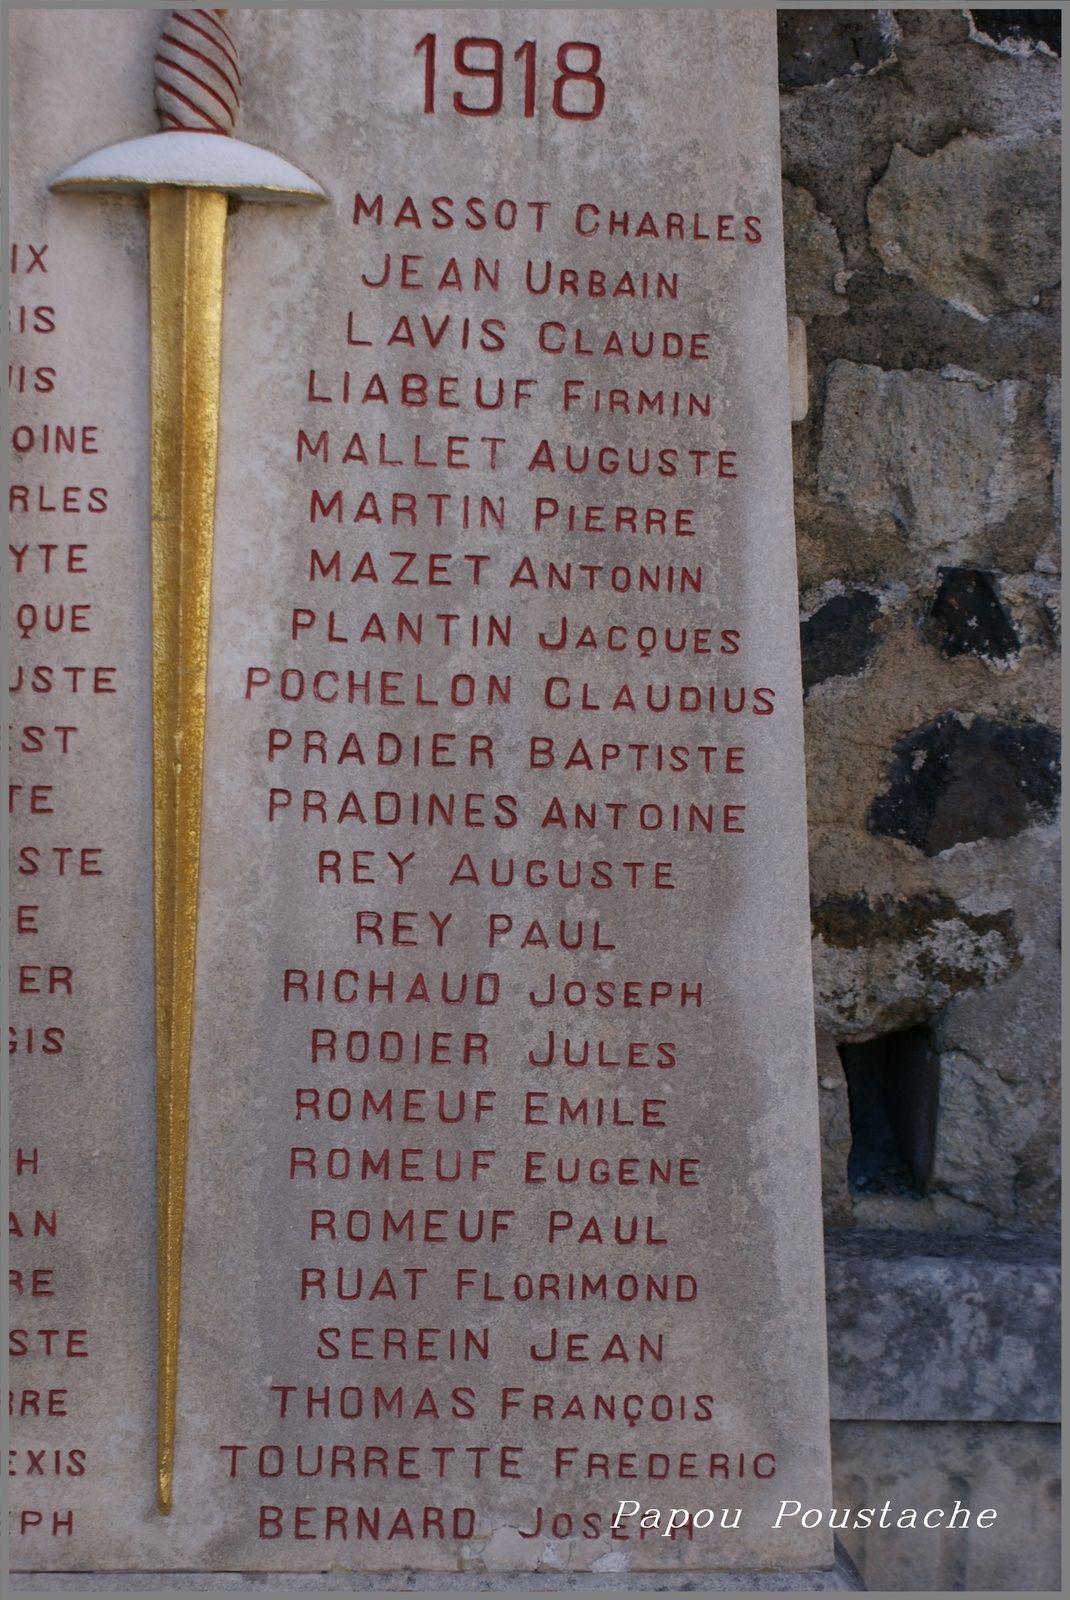 1918
MASSOT CHARLES
JEAN URBAIN
LAVIS CLAUDE
LIABEUF FIRMIN
MALLET AUGUSTE
MARTIN PIERRE
MAZET ANTONIN
PLANTIN JACQUES
POCHELON CLAUDIUS
PRADIER BAPTISTE
PRADINES ANTOINE
REY AUGUSTE
REY PAUL
RICHAUD JOSEPH
RODIER JULES
ROMEUF EMILE
ROMEUF EUGENE
ROMEUF PAUL
RUAT FLORIMOND
SEREIN JEAN
THOMAS FRANÇOIS
TOURRETTE FREDERIC
BERNARD JOSEPH
Papou Poustache